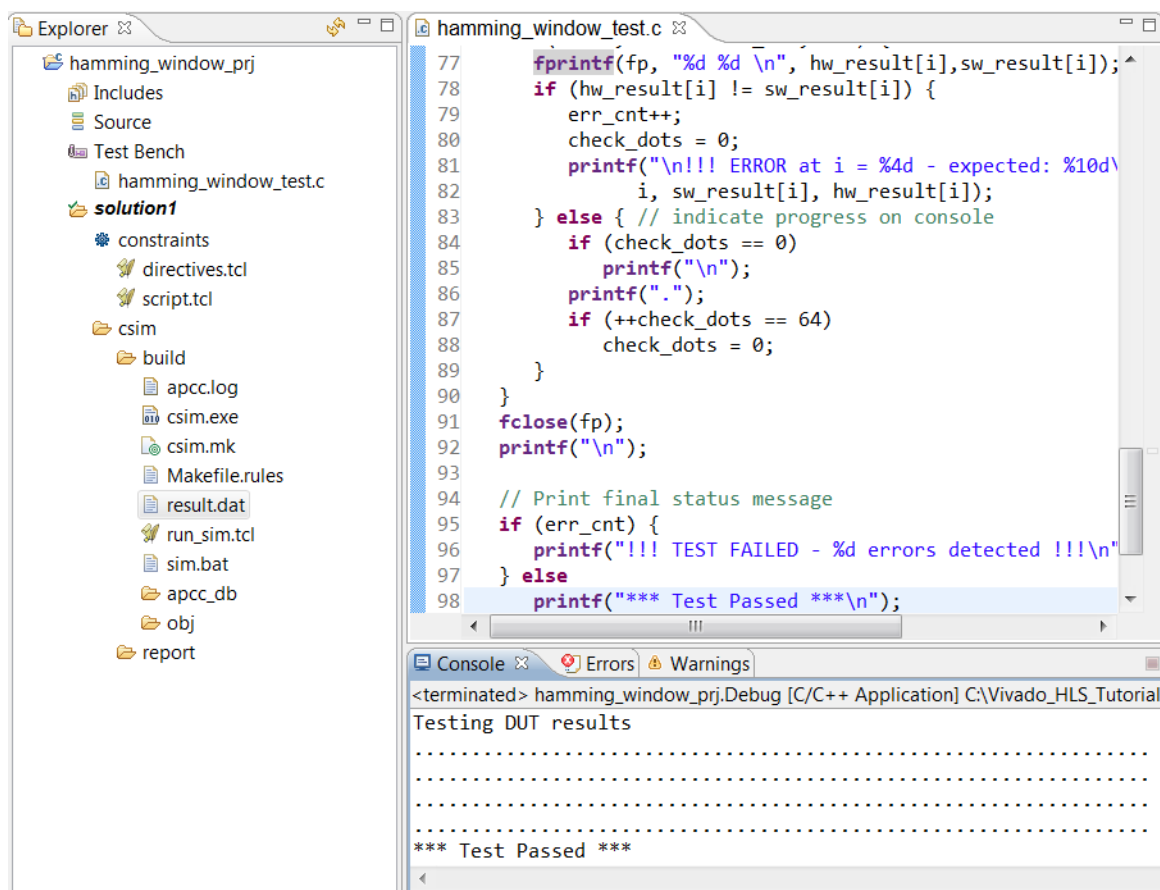 Explorer
hamming_window_prj
Includes
Source
Test Bench
hamming_window_test.c
solution1
constraints
directives.tcl
script.tcl
csim
build
apcc.log
csim.exe
csim.mk
Makefile.rules
result.dat
run_sim.tcl
sim.bat
apcc_db
obj
report
hamming_window_test.c
77 fprintf(fp, "%d %d \n", hw_result[i],sw_result[i]);
78 if (hw_result[i] != sw_result[i]) {
79 err_cnt++;
80 check_dots = 0;
81 printf("\n!!! ERROR at i = %4d - expected: %10d\
82 i, sw_result[i], hw_result[i]);
83 } else { // indicate progress on console
84 if (check_dots == 0)
85 printf("\n");
86 printf(".");
87 if (++check_dots == 64)
88 check_dots = 0;
89 }
90 }
91 fclose(fp);
92 printf("\n");
93
94 // Print final status message
95 if (err_cnt) {
96 printf("!!! TEST FAILED - %d errors detected !!!\n"
97 } else
98 printf("*** Test Passed ***\n");
Console Errors Warnings
<terminated> hamming_window_prj.Debug [C/C++ Application] C:\Vivado_HLS_Tutorial
Testing DUT results
................................................................
................................................................
................................................................
................................................................
*** Test Passed ***